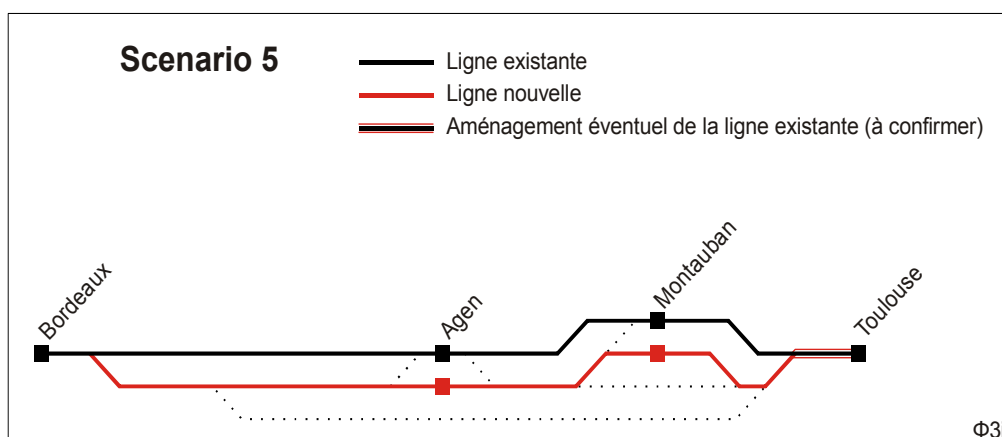 Scenario 5
Ligne existante
Ligne nouvelle
Aménagement éventuel de la ligne existante (à confirmer)
Bordeaux
Agen
Montauban
Toulouse
Φ3